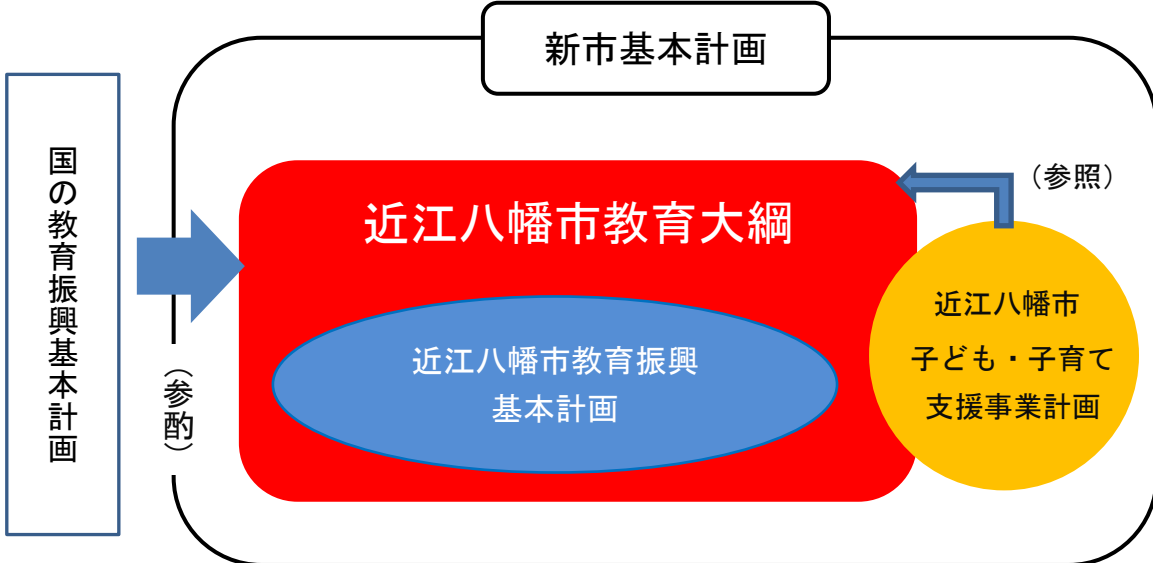 新市基本計画
国の教育振興基本計画
（参酌）
近江八幡市教育大綱
近江八幡市教育振興
基本計画
（参照）
近江八幡市
子ども・子育て
支援事業計画